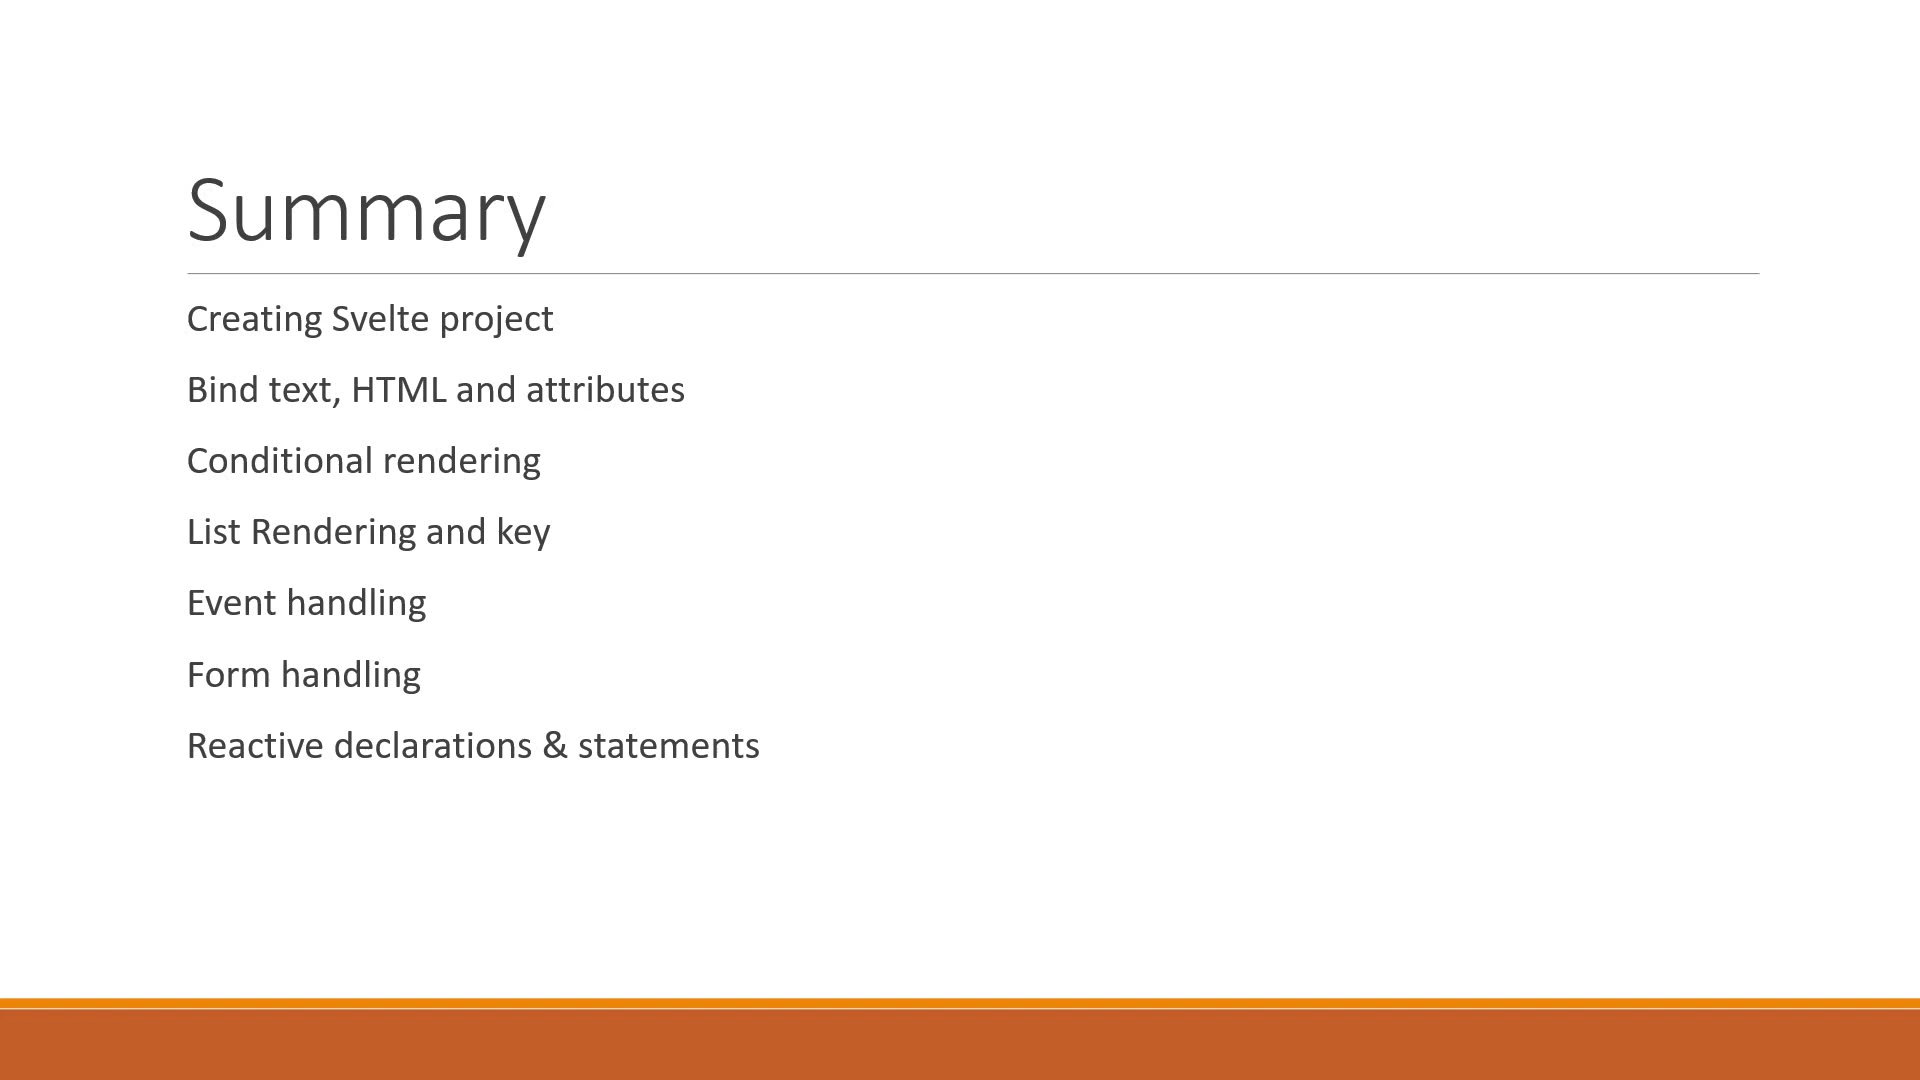 Summary
Creating Svelte project
Bind text, HTML and attributes
Conditional rendering
List Rendering and key
Event handling
Form handling
Reactive declarations & statements